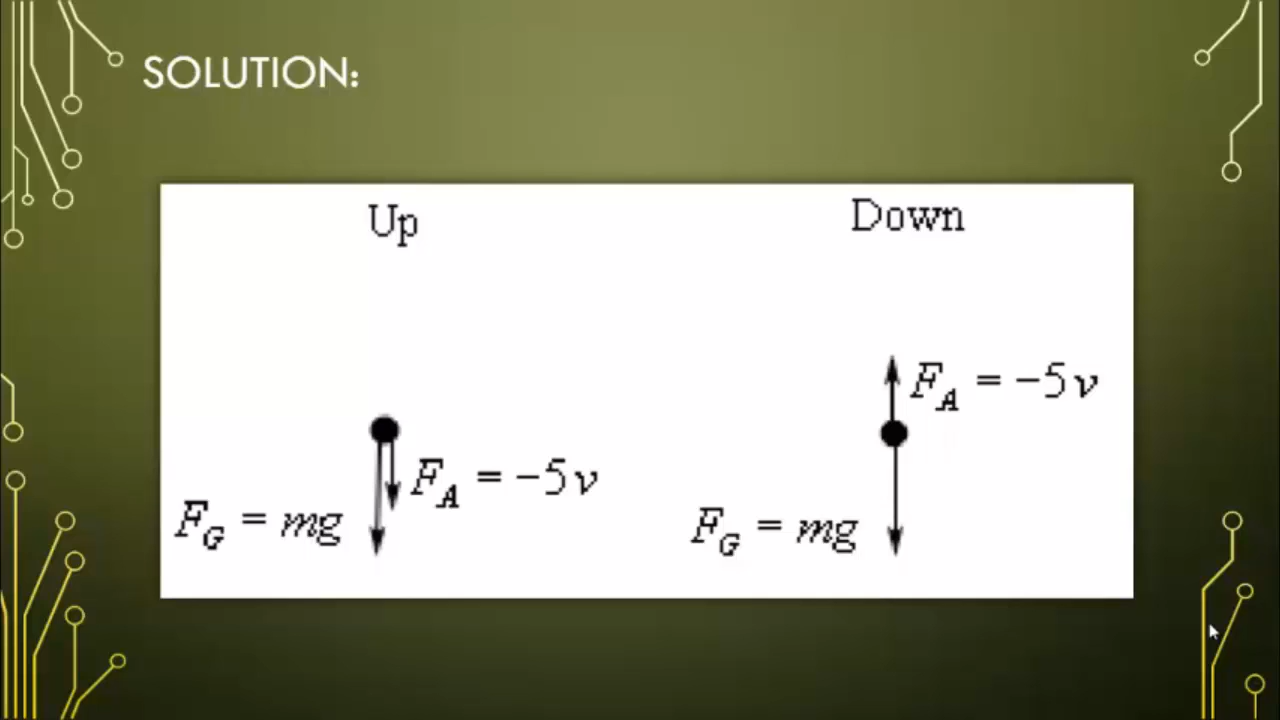 SOLUTION:
Up
F_A = −5v
F_G = mg
Down
F_A = −5v
F_G = mg